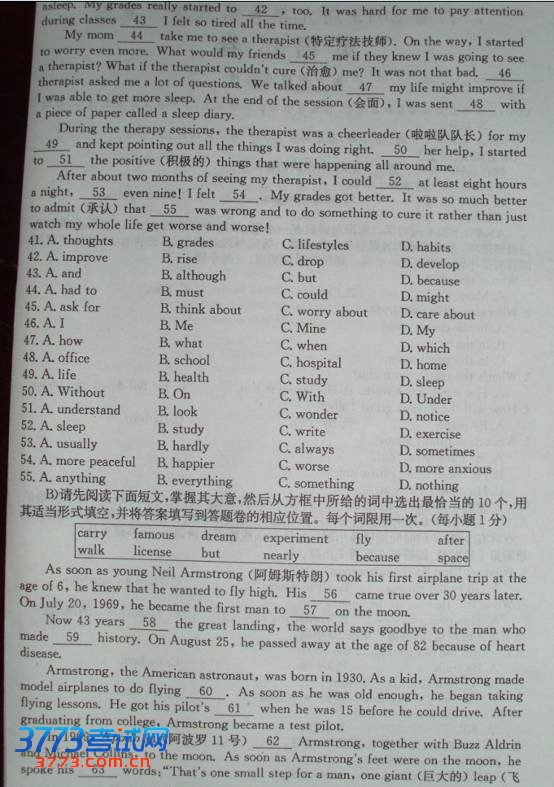 asleep. My grades really started to 42 , too. It was hard for me to pay attention
during classes 43 I felt so tired all the time.
My mom 44 take me to see a therapist (特定疗法技师). On the way, I started
to worry even more. What would my friends 45 me if they knew I was going to see
a therapist? What if the therapist couldn't cure (治愈) me? It was not that bad. 46
therapist asked me a lot of questions. We talked about 47 my life might improve if
I was able to get more sleep. At the end of the session (会面), I was sent 48 with
a piece of paper called a sleep diary.
During the therapy sessions, the therapist was a cheerleader (啦啦队队长) for my
49 and kept pointing out all the things I was doing right. 50 her help, I started
to 51 the positive (积极的) things that were happening all around me.
After about two months of seeing my therapist, I could 52 at least eight hours
a night, 53 even nine! I felt 54 . My grades got better. It was so much better
to admit (承认) that 55 was wrong and to do something to cure it rather than just
watch my whole life get worse and worse!
41. A. thoughts B. grades C. lifestyles D. habits
42. A. improve B. rise C. drop D. develop
43. A. and B. although C. but D. because
44. A. had to B. must C. could D. might
45. A. ask for B. think about C. worry about D. care about
46. A. I B. Me C. Mine D. My
47. A. how B. what C. when D. which
48. A. office B. school C. hospital D. home
49. A. life B. health C. study D. sleep
50. A. Without B. On C. With D. Under
51. A. understand B. look C. wonder D. notice
52. A. sleep B. study C. write D. exercise
53. A. usually B. hardly C. always D. sometimes
54. A. more peaceful B. happier C. worse D. more anxious
55. A. anything B. everything C. something D. nothing
B)请先阅读下面短文,掌握其大意,然后从方框中所给的词中选出最恰当的 10 个,用
其适当形式填空,并将答案填写到答题卷的相应位置。每个词限用一次。(每小题 1 分)
carry famous dream experiment fly after
walk license but nearly because space
As soon as young Neil Armstrong (阿姆斯特朗) took his first airplane trip at the
age of 6, he knew that he wanted to fly high. His 56 came true over 30 years later.
On July 20, 1969, he became the first man to 57 on the moon.
Now 43 years 58 the great landing, the world says goodbye to the man who
made 59 history. On August 25, he passed away at the age of 82 because of heart
disease.
Armstrong, the American astronaut, was born in 1930. As a kid, Armstrong made
model airplanes to do flying 60 . As soon as he was old enough, he began taking
flying lessons. He got his pilot's 61 when he was 15 before he could drive. After
graduating from college, Armstrong became a test pilot.
In (阿波罗 11 号) 62 Armstrong, together with Buzz Aldrin
and Michael Collins, to the moon. As soon as Armstrong's feet were on the moon, he
spoke his 63 words: "That's one small step for a man, one giant (巨大的) leap (飞
3773考试网
3773.com.cn